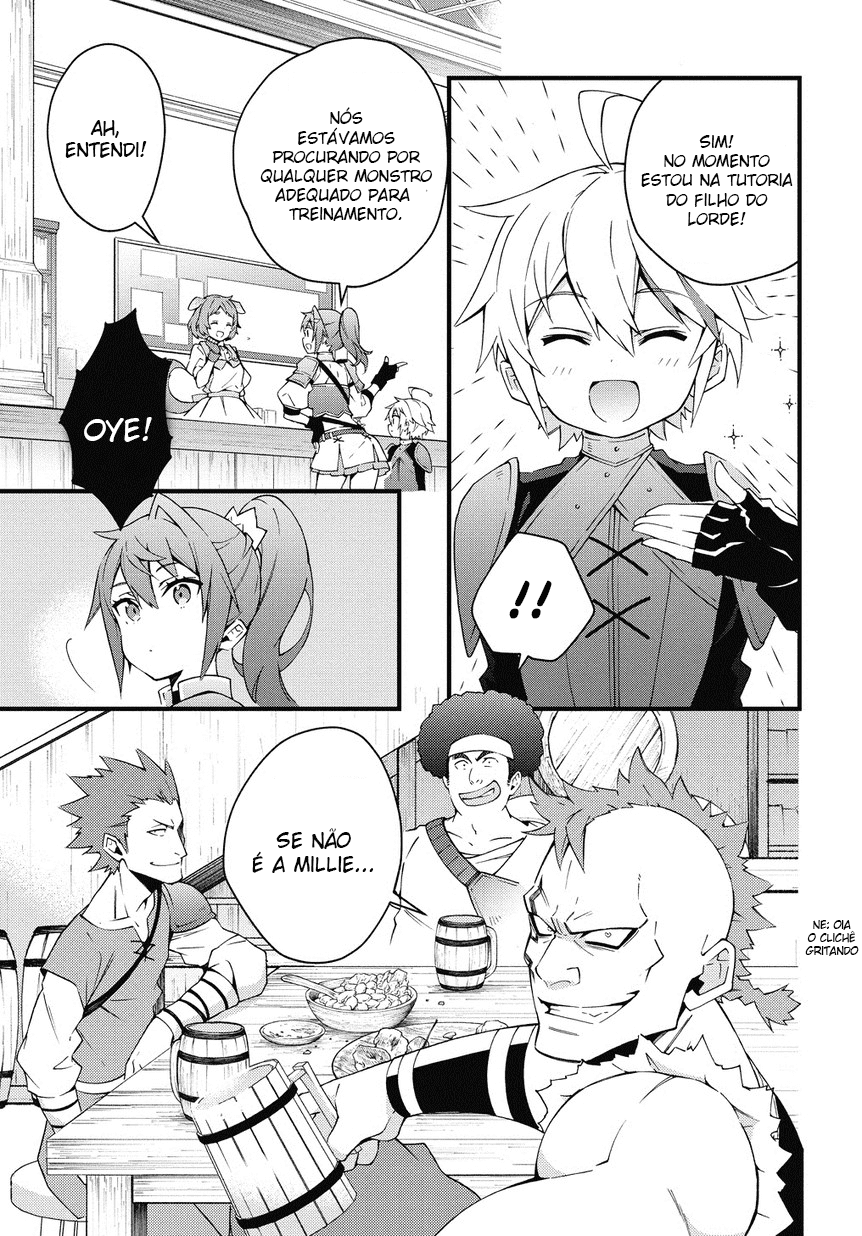 SIM!
NO MOMENTO
ESTOU NA TUTORIA
DO FILHO DO
LORDE!
!!
NÓS
ESTÁVAMOS
PROCURANDO POR
QUALQUER MONSTRO
ADEQUADO PARA
TREINAMENTO.
AH,
ENTENDI!
OYE!
SE NÃO
É A MILLIE...
NE: OIA
O CLICHÊ
GRITANDO